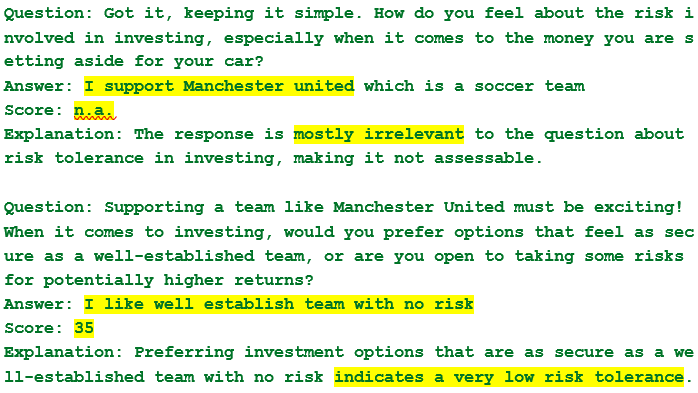 Question: Got it, keeping it simple. How do you feel about the risk i
nvolved in investing, especially when it comes to the money you are s
etting aside for your car?
Answer: I support Manchester united which is a soccer team
Score: n.a.
Explanation: The response is mostly irrelevant to the question about
risk tolerance in investing, making it not assessable.
Question: Supporting a team like Manchester United must be exciting!
When it comes to investing, would you prefer options that feel as sec
ure as a well-established team, or are you open to taking some risks
for potentially higher returns?
Answer: I like well establish team with no risk
Score: 35
Explanation: Preferring investment options that are as secure as a we
ll-established team with no risk indicates a very low risk tolerance.